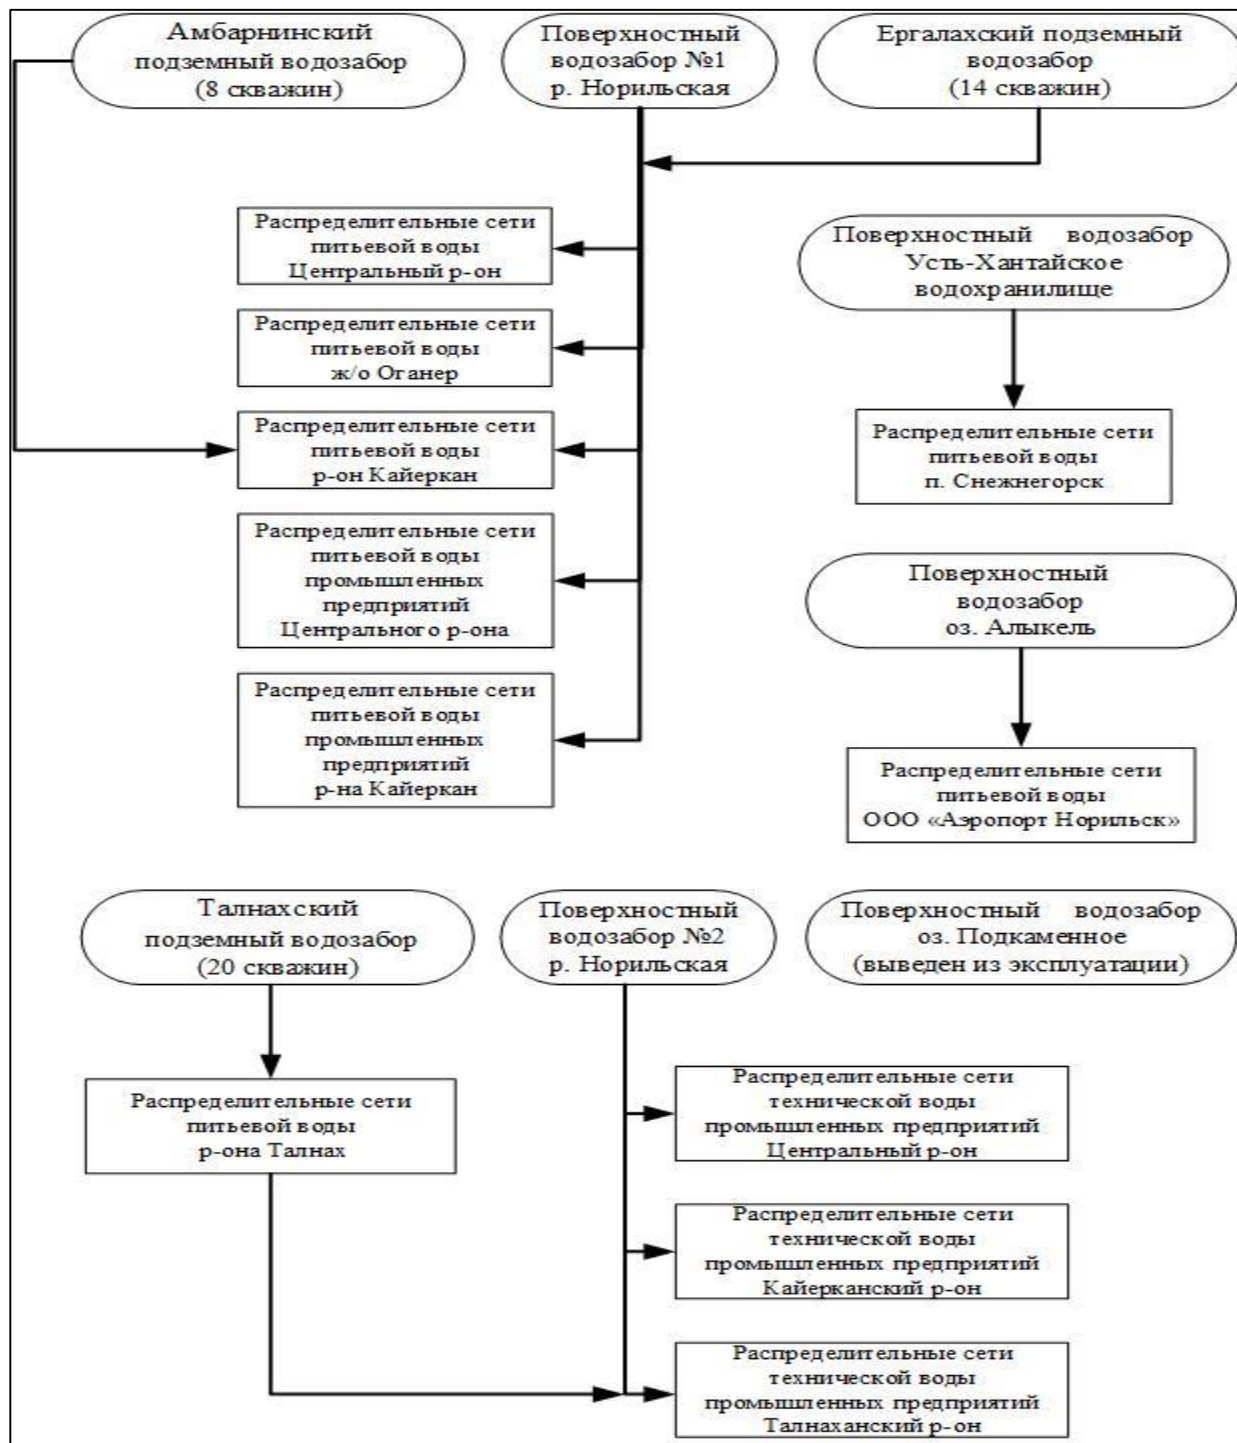 Амбарнинский
подземный водозабор
(8 скважин)
Поверхностный
водозабор №1
р. Норильская
Ергалахский подземный
водозабор
(14 скважин)
Распределительные сети
питьевой воды
Центральный р-он
Поверхностный водозабор
Усть-Хантайское
водохранилище
Распределительные сети
питьевой воды
ж/о Оганер
Распределительные сети
питьевой воды
р-он Кайеркан
Распределительные сети
питьевой воды
п. Снежнегорск
Распределительные сети
питьевой воды
промышленных
предприятий
Центрального р-она
Поверхностный
водозабор
оз. Алыкель
Распределительные сети
питьевой воды
промышленных
предприятий
р-на Кайеркан
Распределительные сети
питьевой воды
ООО «Аэропорт Норильск»
Талнахский
подземный водозабор
(20 скважин)
Поверхностный
водозабор №2
р. Норильская
Поверхностный водозабор
оз. Подкаменное
(выведен из эксплуатации)
Распределительные сети
питьевой воды
р-она Талнах
Распределительные сети
технической воды
промышленных предприятий
Центральный р-он
Распределительные сети
технической воды
промышленных предприятий
Кайерканский р-он
Распределительные сети
технической воды
промышленных предприятий
Талнаханский р-он